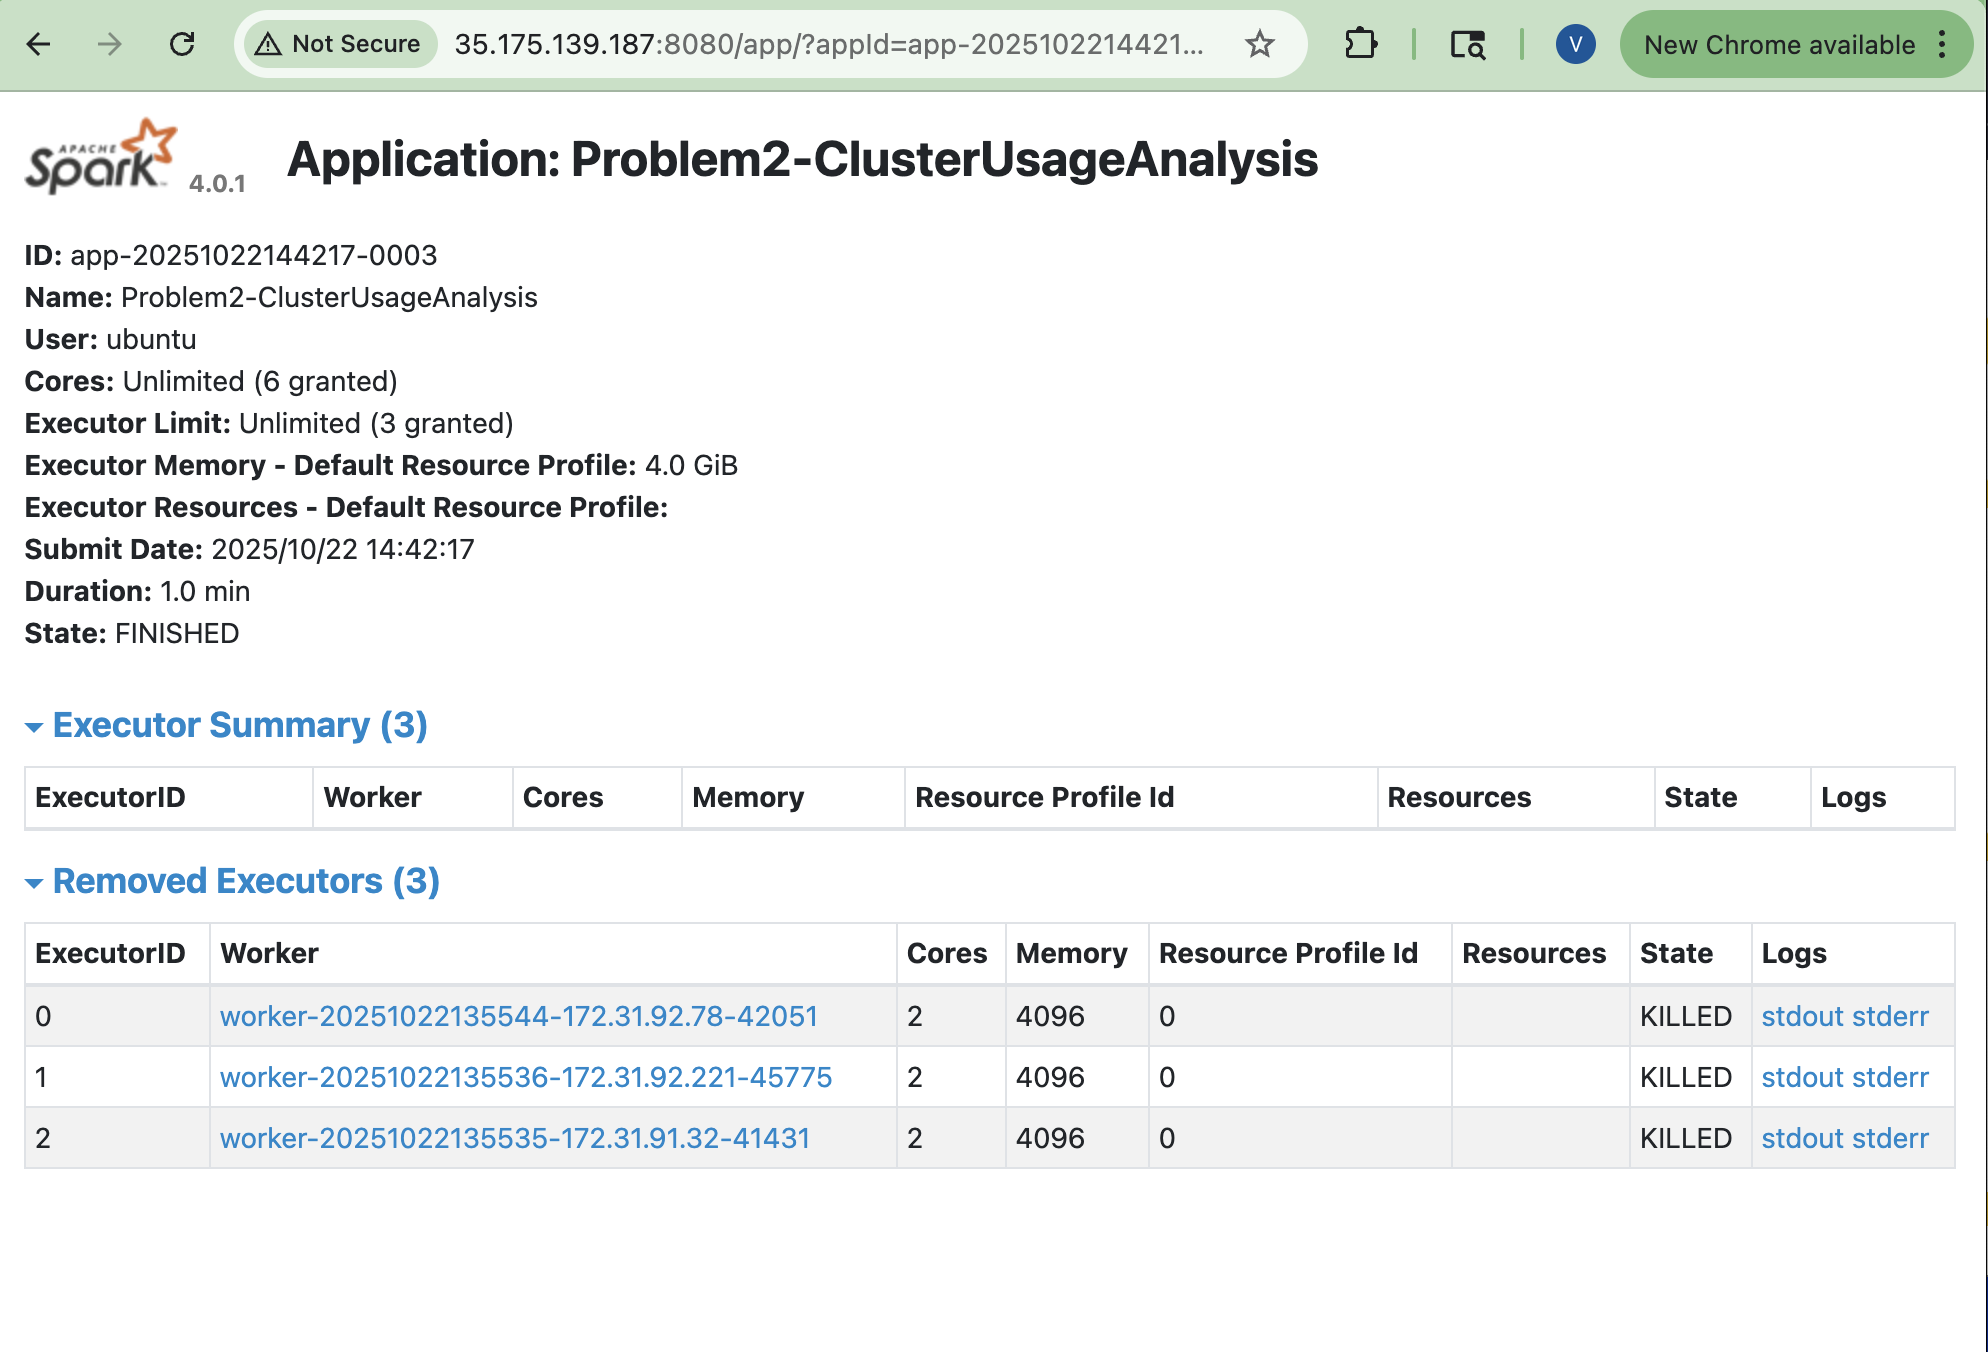 Not Secure 35.175.139.187:8080/app/?appId=app-2025102214421... V New Chrome available
APACHE Spark 4.0.1 Application: Problem2-ClusterUsageAnalysis
ID: app-20251022144217-0003
Name: Problem2-ClusterUsageAnalysis
User: ubuntu
Cores: Unlimited (6 granted)
Executor Limit: Unlimited (3 granted)
Executor Memory - Default Resource Profile: 4.0 GiB
Executor Resources - Default Resource Profile:
Submit Date: 2025/10/22 14:42:17
Duration: 1.0 min
State: FINISHED
Executor Summary (3)
ExecutorID Worker Cores Memory Resource Profile Id Resources State Logs
Removed Executors (3)
ExecutorID Worker Cores Memory Resource Profile Id Resources State Logs
0 worker-20251022135544-172.31.92.78-42051 2 4096 0 KILLED stdout stderr
1 worker-20251022135536-172.31.92.221-45775 2 4096 0 KILLED stdout stderr
2 worker-20251022135535-172.31.91.32-41431 2 4096 0 KILLED stdout stderr